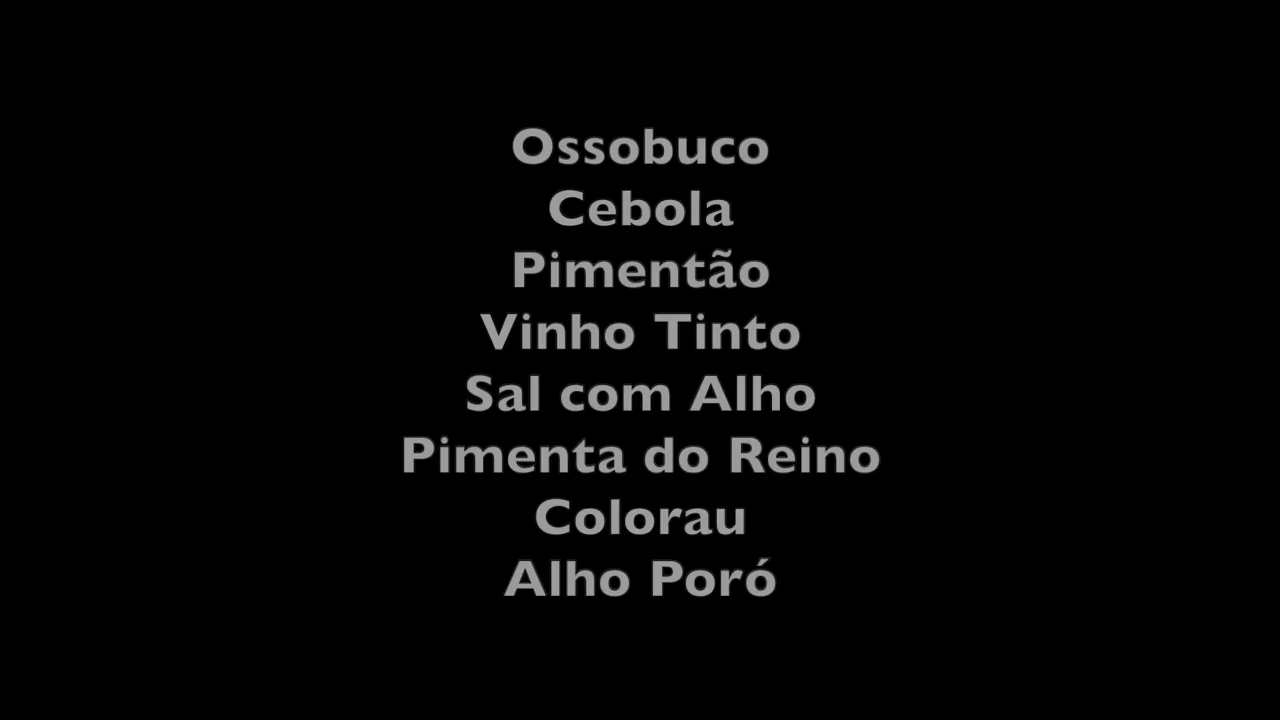 Ossobuco
Cebola
Pimentão
Vinho Tinto
Sal com Alho
Pimenta do Reino
Colorau
Alho Poró